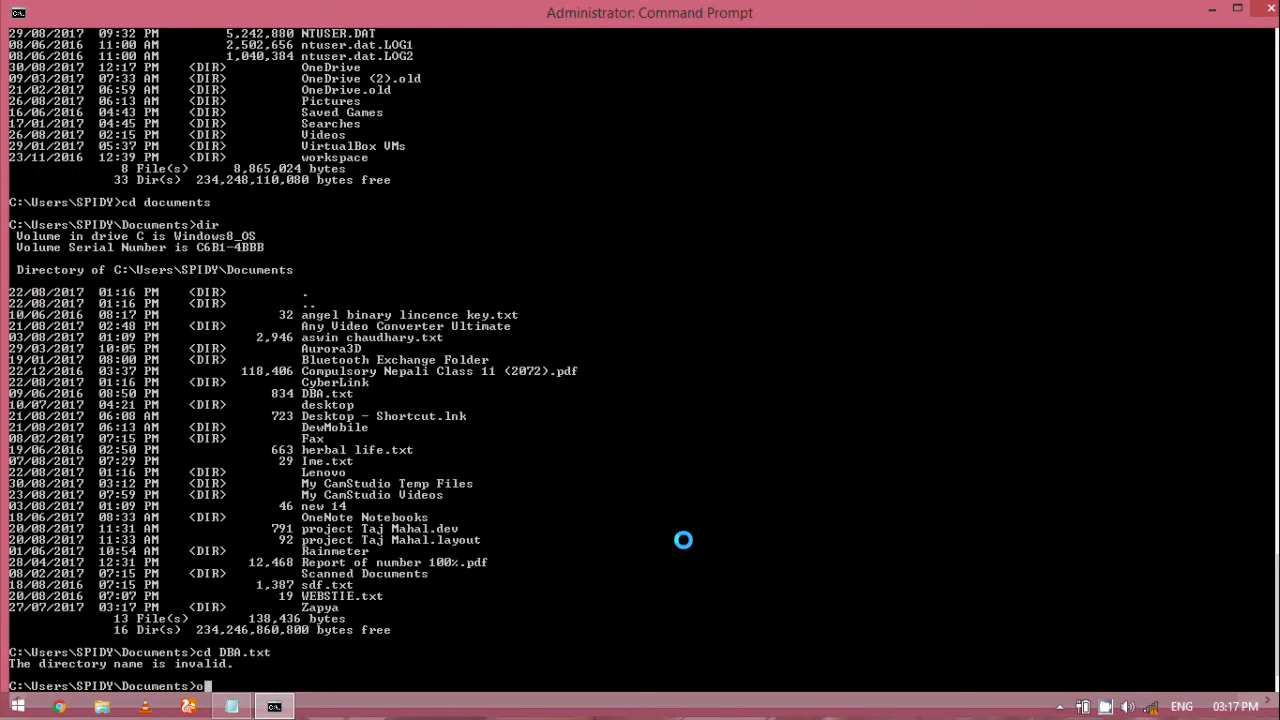 Administrator: Command Prompt
29/08/2017 09:32 PM 5,242,880 NTUSER.DAT
08/06/2016 11:00 AM 2,502,656 ntuser.dat.LOG1
08/06/2016 11:00 AM 1,040,384 ntuser.dat.LOG2
30/08/2017 12:17 PM <DIR> OneDrive
09/03/2017 07:33 AM <DIR> OneDrive (2).old
21/02/2017 06:59 AM <DIR> OneDrive.old
26/08/2017 06:13 AM <DIR> Pictures
16/06/2016 04:43 PM <DIR> Saved Games
17/01/2016 04:45 PM <DIR> Searches
26/08/2017 02:15 PM <DIR> Videos
29/01/2017 05:37 PM <DIR> VirtualBox VMs
23/11/2016 12:39 PM <DIR> workspace
8 File(s) 8,865,024 bytes
33 Dir(s) 234,248,110,080 bytes free
C:\Users\SPIDY>cd documents
C:\Users\SPIDY\Documents>dir
Volume in drive C is Windows8_OS
Volume Serial Number is C6B1-4BBB
Directory of C:\Users\SPIDY\Documents
22/08/2017 01:16 PM <DIR> .
22/08/2017 01:16 PM <DIR> ..
10/06/2016 08:17 PM 32 angel binary lincence key.txt
21/08/2017 02:48 PM <DIR> Any Video Converter Ultimate
03/08/2017 01:09 PM 2,946 aswin chaudhary.txt
29/03/2017 10:05 PM <DIR> Aurora3D
19/01/2016 08:00 AM <DIR> Bluetooth Exchange Folder
22/12/2016 03:37 PM 118,406 Compulsory Nepali Class 11 (2072).pdf
22/08/2017 01:16 PM <DIR> CyberLink
09/06/2016 08:50 PM 834 DBA.txt
10/07/2017 04:21 PM <DIR> desktop
21/08/2017 06:08 AM 723 Desktop - Shortcut.lnk
21/08/2017 06:13 AM <DIR> DewMobile
08/02/2017 07:15 PM <DIR> Fax
19/06/2016 02:50 PM 663 herbal life.txt
07/08/2017 07:29 PM 29 Ime.txt
22/08/2017 01:16 PM <DIR> Lenovo
30/08/2017 03:12 PM <DIR> My CamStudio Temp Files
23/08/2017 07:59 PM <DIR> My CamStudio Videos
03/08/2017 01:09 PM 46 new 14
18/06/2017 08:33 AM <DIR> OneNote Notebooks
20/08/2017 11:31 AM 791 project Taj Mahal.dev
20/08/2017 11:33 AM 92 project Taj Mahal.layout
01/06/2017 10:54 AM <DIR> Rainmeter
28/04/2017 12:31 PM 12,468 Report of number 100%.pdf
08/02/2017 07:15 PM <DIR> Scanned Documents
18/08/2016 07:15 PM 1,387 sdf.txt
20/08/2016 07:07 PM 19 WEBSTIE.txt
27/07/2017 03:17 PM <DIR> Zapya
13 File(s) 138,436 bytes
16 Dir(s) 234,246,860,800 bytes free
C:\Users\SPIDY\Documents>cd DBA.txt
The directory name is invalid.
C:\Users\SPIDY\Documents>o
ENG 03:17 PM